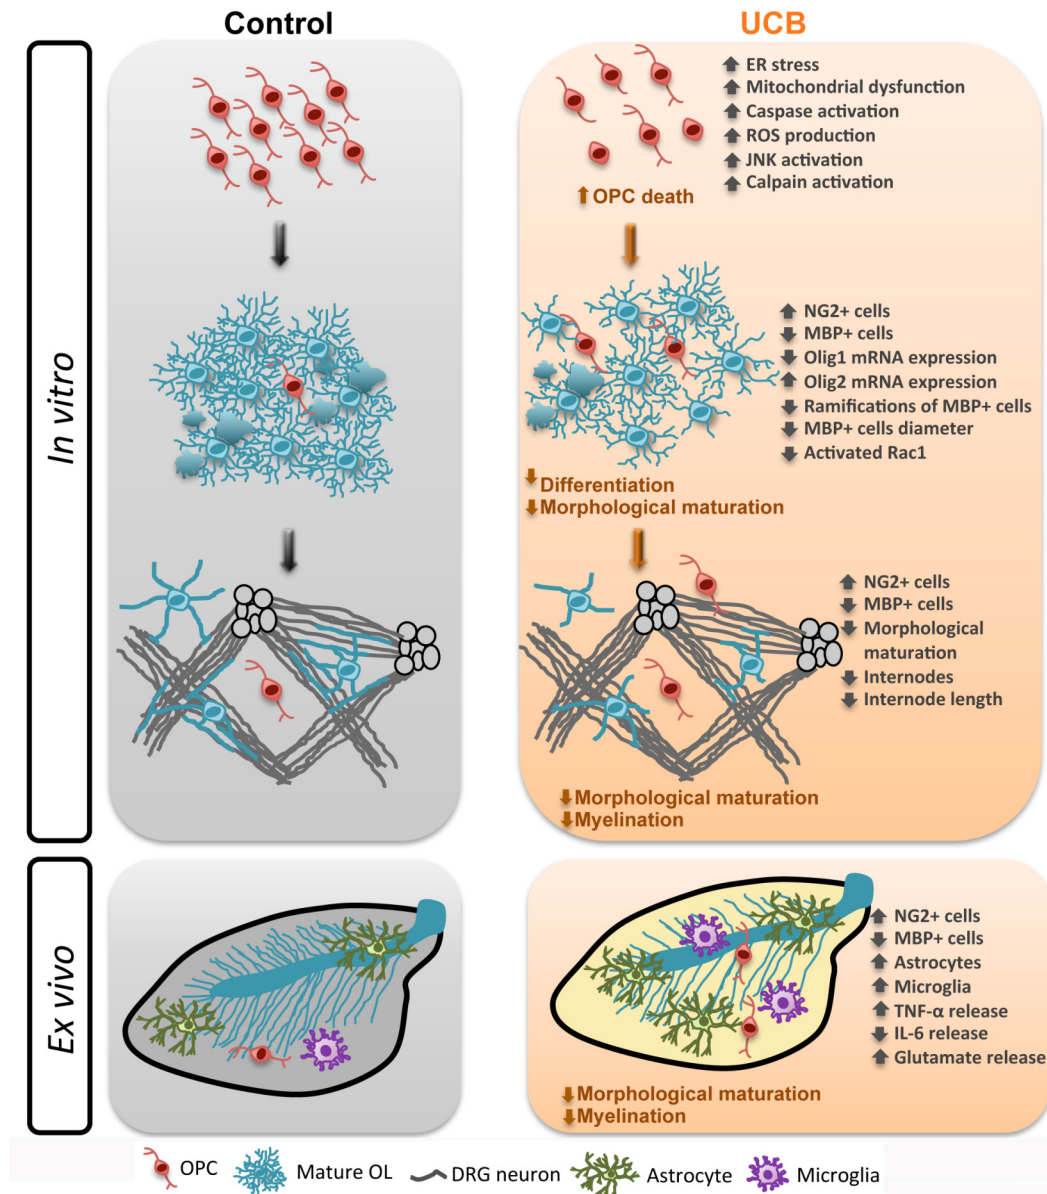 Control
UCB
In vitro
ER stress
Mitochondrial dysfunction
Caspase activation
ROS production
JNK activation
Calpain activation
OPC death
NG2+ cells
MBP+ cells
Olig1 mRNA expression
Olig2 mRNA expression
Ramifications of MBP+ cells
MBP+ cells diameter
Activated Rac1
Differentiation
Morphological maturation
NG2+ cells
MBP+ cells
Morphological
maturation
Internodes
Internode length
Morphological maturation
Myelination
Ex vivo
NG2+ cells
MBP+ cells
Astrocytes
Microglia
TNF-α release
IL-6 release
Glutamate release
Morphological maturation
Myelination
OPC
Mature OL
DRG neuron
Astrocyte
Microglia